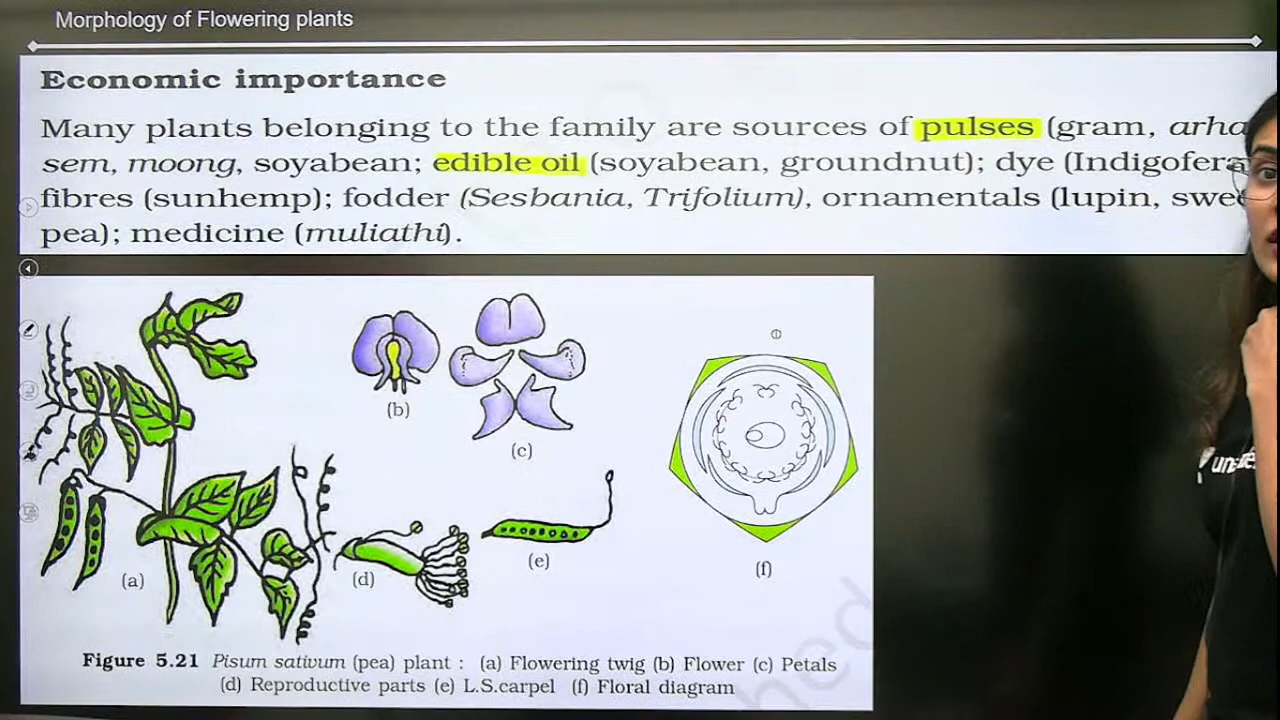 Morphology of Flowering plants
Economic importance
Many plants belonging to the family are sources of pulses (gram, arha
sem, moong, soyabean; edible oil (soyabean, groundnut); dye (Indigofera
fibres (sunhemp); fodder (Sesbania, Trifolium), ornamentals (lupin, swe
pea); medicine (muliathi).
(b)
(c)
(a)
(d)
(e)
(f)
Figure 5.21 Pisum sativum (pea) plant : (a) Flowering twig (b) Flower (c) Petals
(d) Reproductive parts (e) L.S.carpel (f) Floral diagram